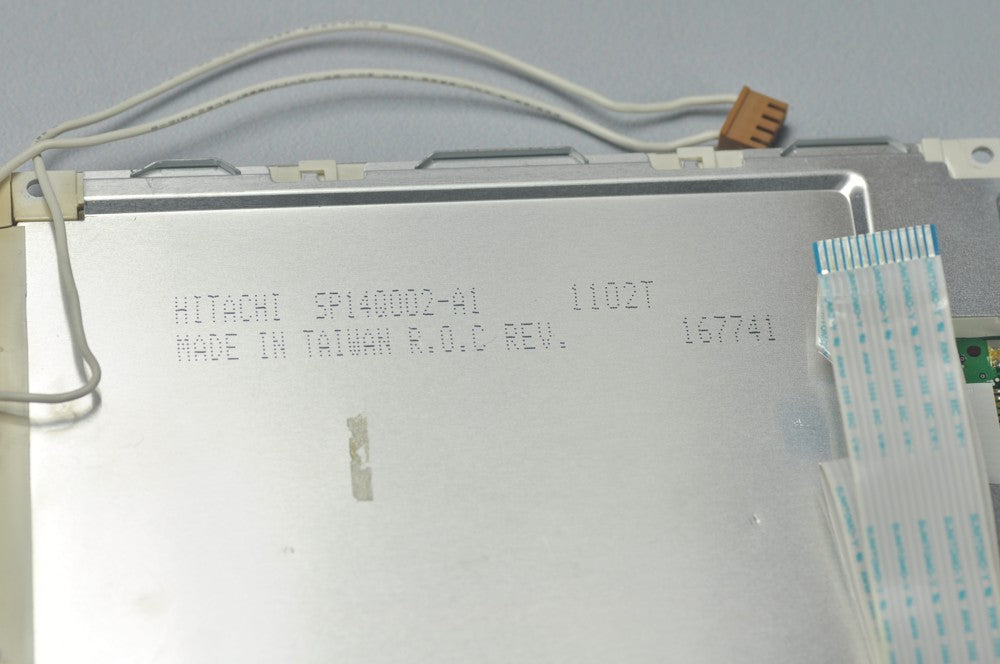 HITACHI SP14Q002-A1 1102T
MADE IN TAIWAN R.O.C REV. 167741